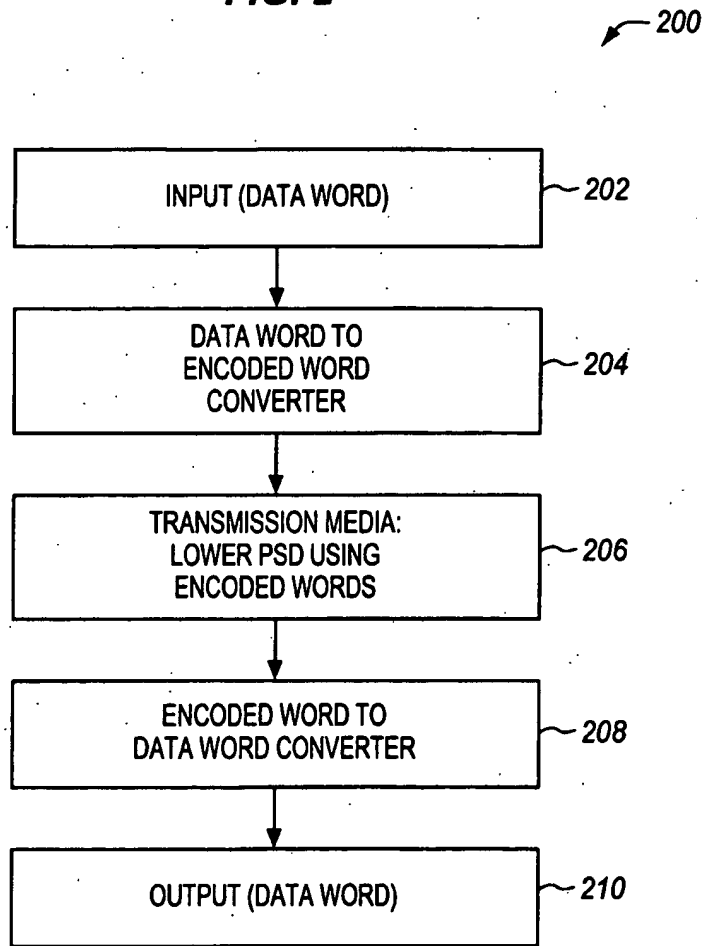 200
INPUT (DATA WORD)
202
DATA WORD TO
ENCODED WORD
CONVERTER
204
TRANSMISSION MEDIA:
LOWER PSD USING
ENCODED WORDS
206
ENCODED WORD TO
DATA WORD CONVERTER
208
OUTPUT (DATA WORD)
210